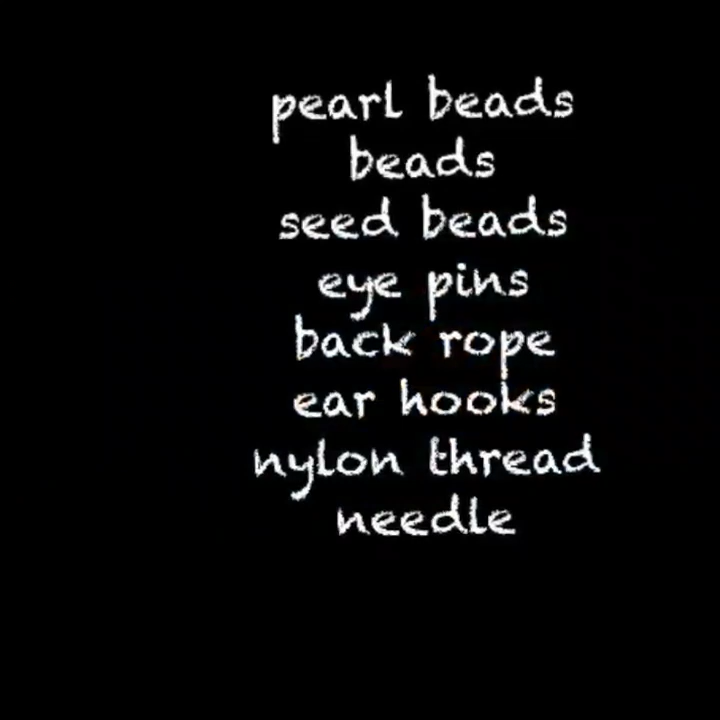 pearl beads
beads
seed beads
eye pins
back rope
ear hooks
nylon thread
needle